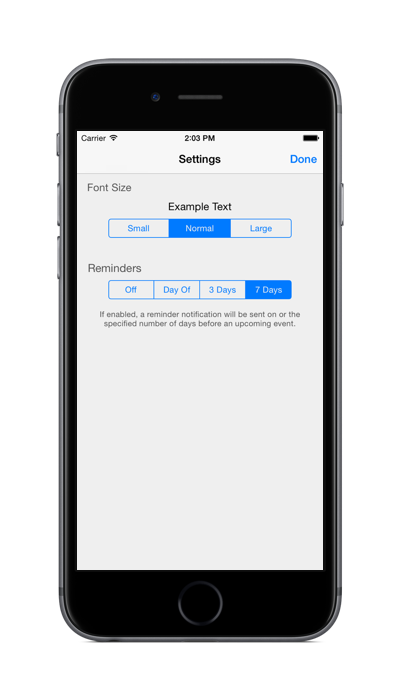 Carrier 2:03 PM
Settings Done
Font Size
Example Text
Small Normal Large
Reminders
Off Day Of 3 Days 7 Days
If enabled, a reminder notification will be sent on or the
specified number of days before an upcoming event.